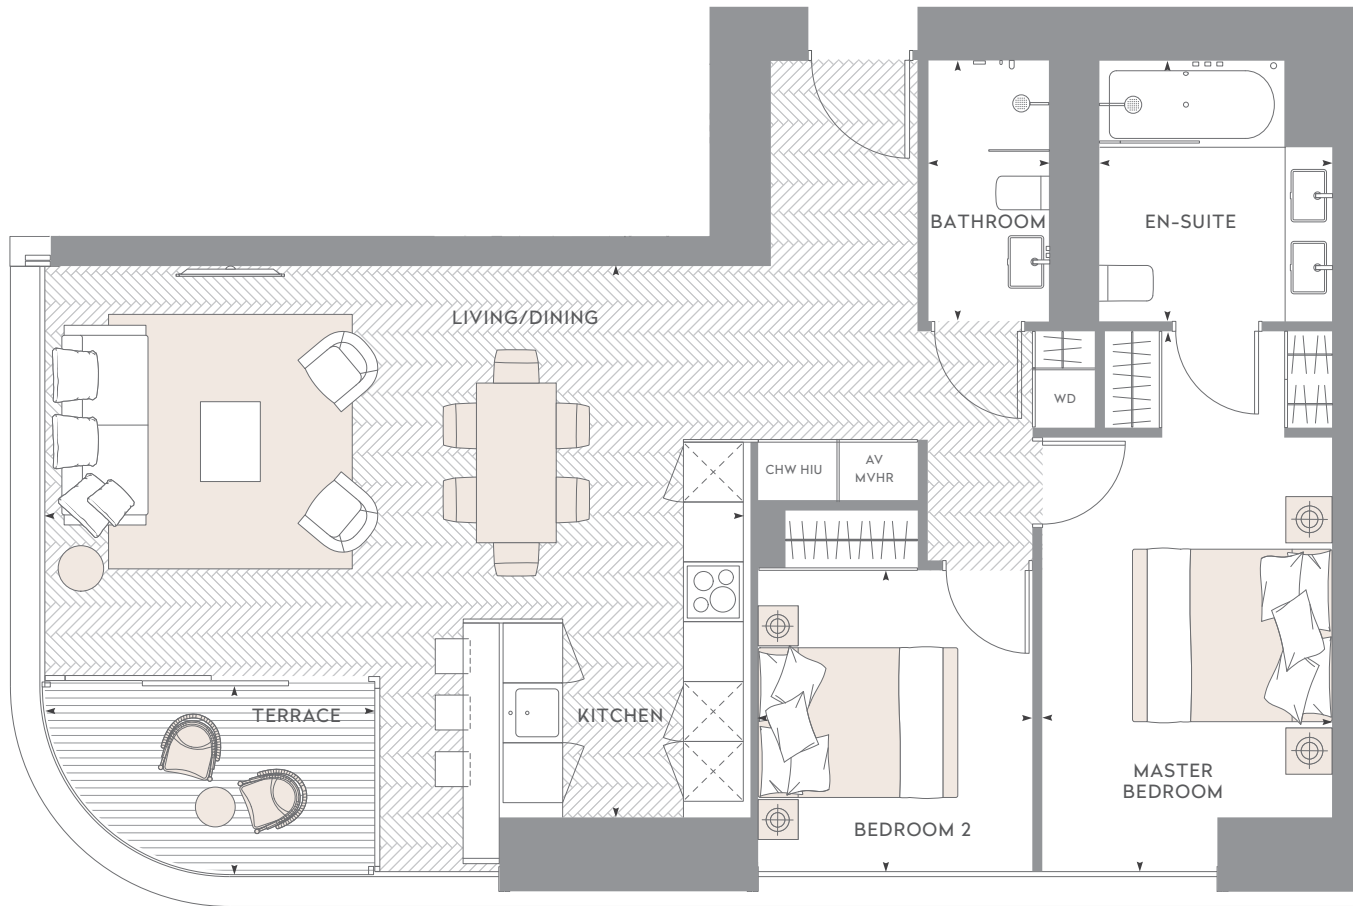 BATHROOM
EN-SUITE
LIVING/DINING
WD
CHW HIU
AV
MVHR
TERRACE
KITCHEN
MASTER
BEDROOM
BEDROOM 2